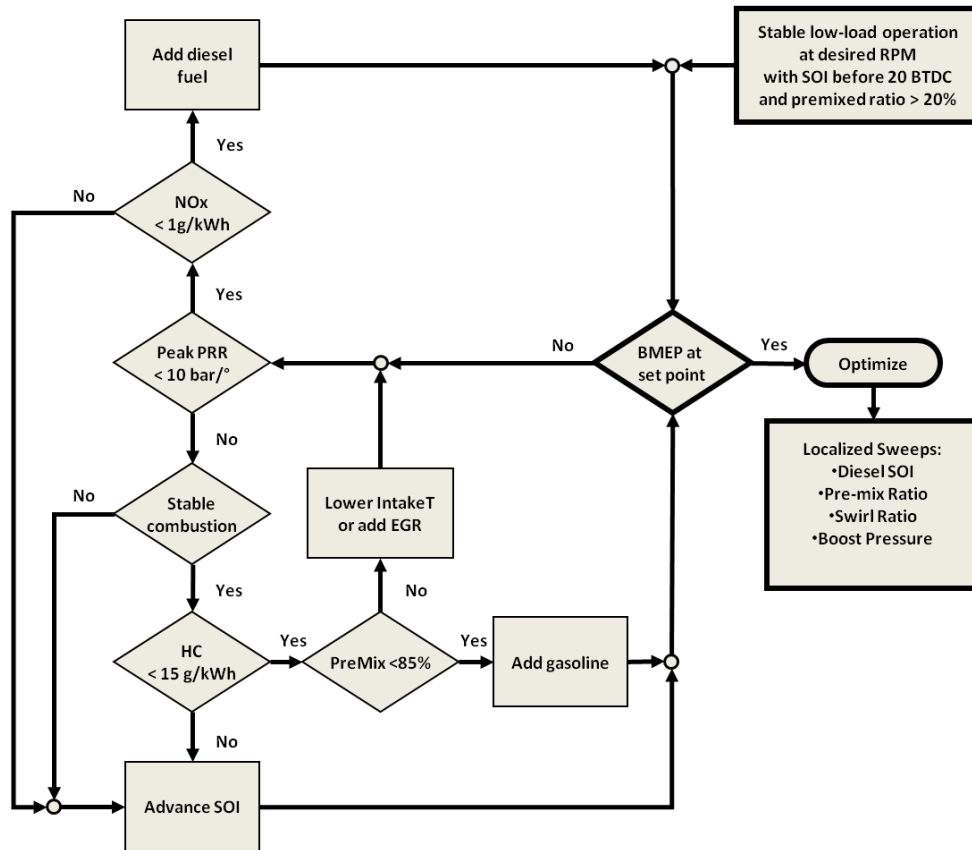 Add diesel
fuel
Stable low-load operation
at desired RPM
with SOI before 20 BTDC
and premixed ratio > 20%
Yes
No
NOx
< 1g/kWh
Yes
Peak PRR
< 10 bar/°
No
BMEP at
set point
Yes
Optimize
No
No
Stable
combustion
Lower IntakeT
or add EGR
Localized Sweeps:
•Diesel SOI
•Pre-mix Ratio
•Swirl Ratio
•Boost Pressure
Yes
No
HC
< 15 g/kWh
Yes
PreMix <85%
Yes
Add gasoline
No
Advance SOI